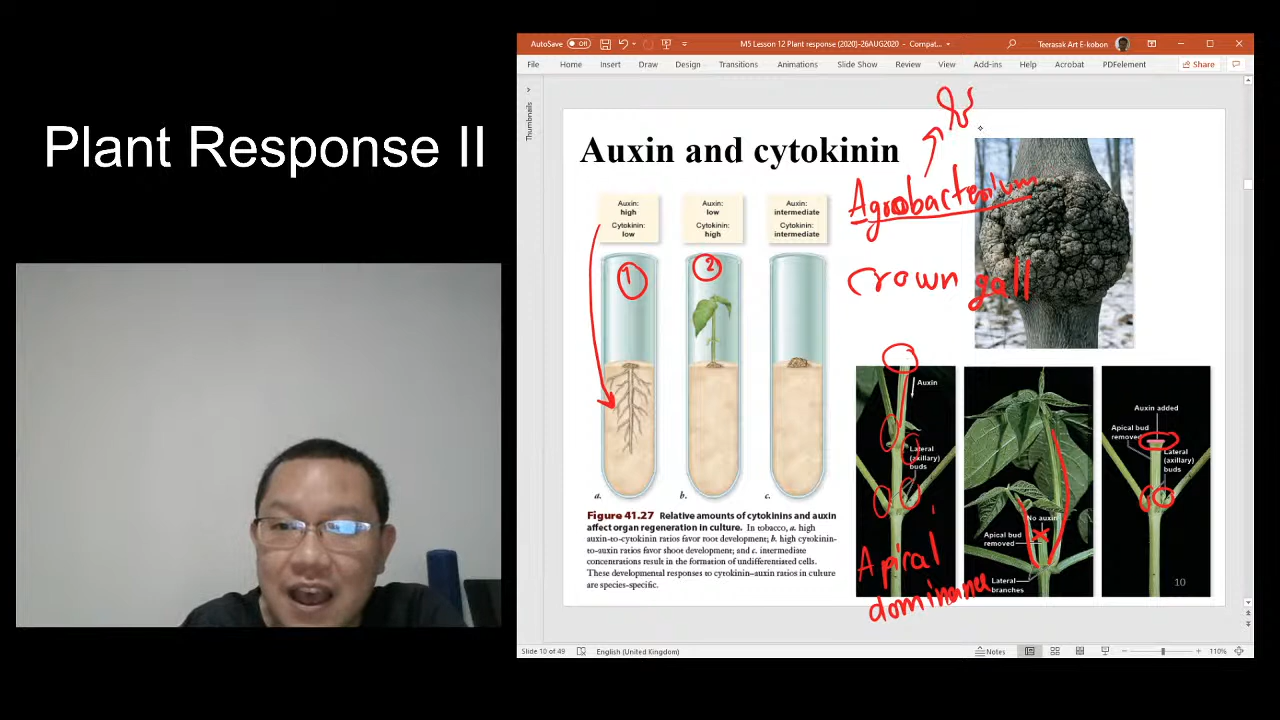 Plant Response II
AutoSave Off
M5 Lesson 12 Plant response (2020)-26AUG2020 - Compat...
Teerasak Art E-kobon
File Home Insert Draw Design Transitions Animations Slide Show Review View Add-ins Help Acrobat PDFelement Share
Thumbnails
Auxin and cytokinin
Agrobacterium
crown gall
Auxin:
high
Cytokinin:
low
Auxin:
low
Cytokinin:
high
Auxin:
intermediate
Cytokinin:
intermediate
1
2
a.
b.
c.
Figure 41.27 Relative amounts of cytokinins and auxin
affect organ regeneration in culture. In tobacco, a. high
auxin-to-cytokinin ratios favor root development; b. high cytokinin-
to-auxin ratios favor shoot development; and c. intermediate
concentrations result in the formation of undifferentiated cells.
These developmental responses to cytokinin–auxin ratios in culture
are species-specific.
Auxin
Lateral
(axillary)
buds
Apical
dominance
No auxin
Apical bud
removed
Lateral
branches
Auxin added
Apical bud
removed
Lateral
(axillary)
buds
10
Slide 10 of 49
English (United Kingdom)
Notes
110%